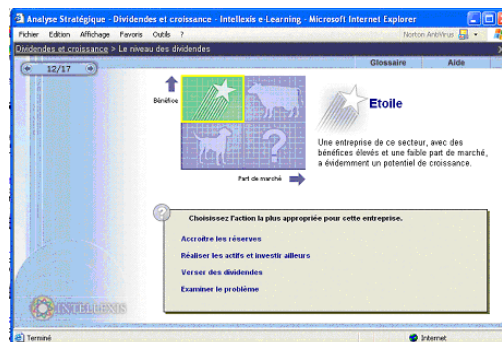 Analyse Stratégique - Dividendes et croissance - Intellexis e-Learning - Microsoft Internet Explorer
Fichier Edition Affichage Favoris Outils ? Norton AntiVirus
Dividendes et croissance > Le niveau des dividendes
Glossaire Aide
12/17
Bénéfice
Etoile
Une entreprise de ce secteur, avec des
bénéfices élevés et une faible part de marché,
a évidemment un potentiel de croissance.
Part de marché
? Choisissez l'action la plus appropriée pour cette entreprise.
Accroître les réserves
Réaliser les actifs et investir ailleurs
Verser des dividendes
Examiner le problème
INTELLEXIS
Terminé Internet